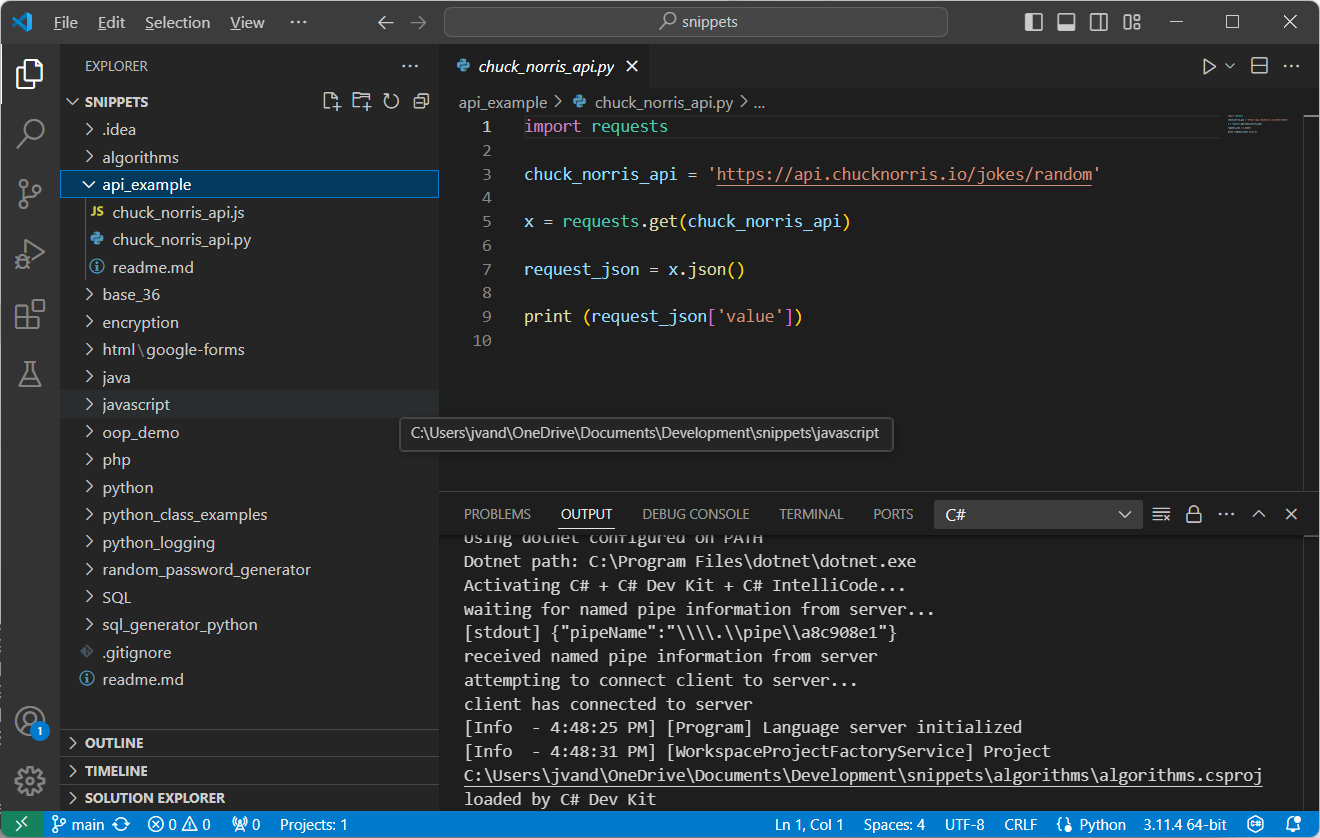 File Edit Selection View ··· snippets
EXPLORER ···
SNIPPETS
.idea
algorithms
api_example
JS chuck_norris_api.js
chuck_norris_api.py
readme.md
base_36
encryption
html\google-forms
java
javascript
oop_demo
php
python
python_class_examples
python_logging
random_password_generator
SQL
sql_generator_python
.gitignore
readme.md
OUTLINE
TIMELINE
SOLUTION EXPLORER
1
chuck_norris_api.py
api_example > chuck_norris_api.py > ...
1 import requests
2
3 chuck_norris_api = 'https://api.chucknorris.io/jokes/random'
4
5 x = requests.get(chuck_norris_api)
6
7 request_json = x.json()
8
9 print (request_json['value'])
10
C:\Users\jvand\OneDrive\Documents\Development\snippets\javascript
PROBLEMS OUTPUT DEBUG CONSOLE TERMINAL PORTS C#
Using dotnet configured on PATH
Dotnet path: C:\Program Files\dotnet\dotnet.exe
Activating C# + C# Dev Kit + C# IntelliCode...
waiting for named pipe information from server...
[stdout] {"pipeName":"\\\\.\\pipe\\a8c908e1"}
received named pipe information from server
attempting to connect client to server...
client has connected to server
[Info  - 4:48:25 PM] [Program] Language server initialized
[Info  - 4:48:31 PM] [WorkspaceProjectFactoryService] Project
C:\Users\jvand\OneDrive\Documents\Development\snippets\algorithms\algorithms.csproj
loaded by C# Dev Kit
main 0 0 0 Projects: 1 Ln 1, Col 1 Spaces: 4 UTF-8 CRLF Python 3.11.4 64-bit